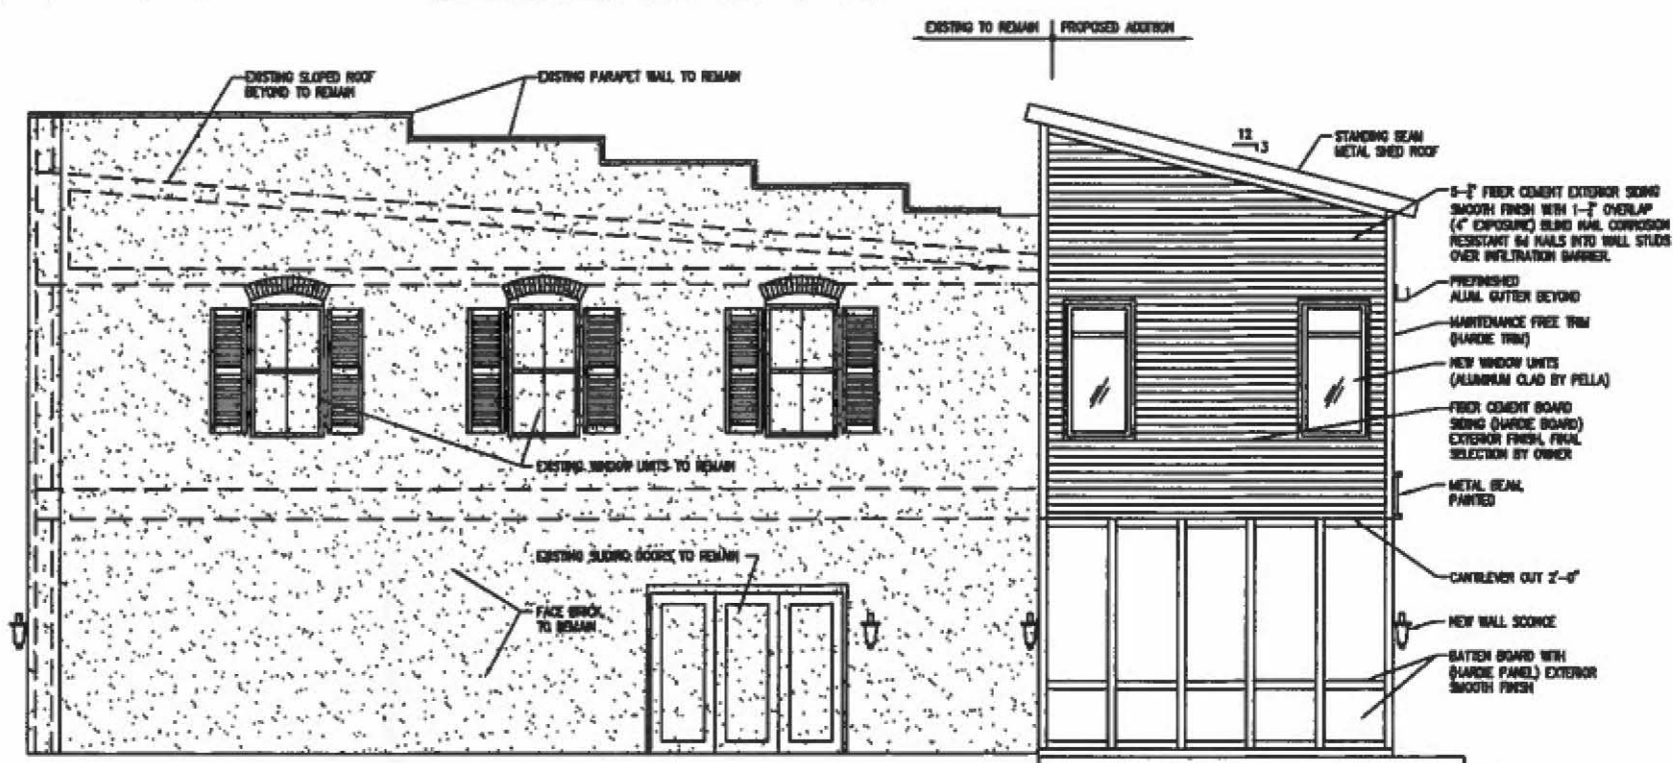 EXISTING TO REMAIN
PROPOSED ADDITION
EXISTING SLOPED ROOF
BEYOND TO REMAIN
EXISTING PARAPET WALL TO REMAIN
12
3
STANDING SEAM
METAL SHED ROOF
FIBER CEMENT EXTERIOR SIDING
SMOOTH FINISH WITH OVERLAP
(4" EXPOSURE) BLIND NAIL CORROSION
RESISTANT 6d NAILS INTO WALL STUDS
OVER INFILTRATION BARRIER.
PREFINISHED
ALUM. GUTTER BEYOND
MAINTENANCE FREE TRIM
(HARDIE TRIM)
NEW WINDOW UNITS
(ALUMINUM CLAD BY PELLA)
FIBER CEMENT BOARD
SIDING (HARDIE BOARD)
EXTERIOR FINISH, FINAL
SELECTION BY OWNER
EXISTING WINDOW UNITS TO REMAIN
METAL BEAM,
PAINTED
EXISTING SLIDING DOORS TO REMAIN
CANTILEVER OUT 2'-0"
FACE BRICK
TO REMAIN
NEW WALL SCONCE
BATTEN BOARD WITH
(HARDIE PANEL) EXTERIOR
SMOOTH FINISH